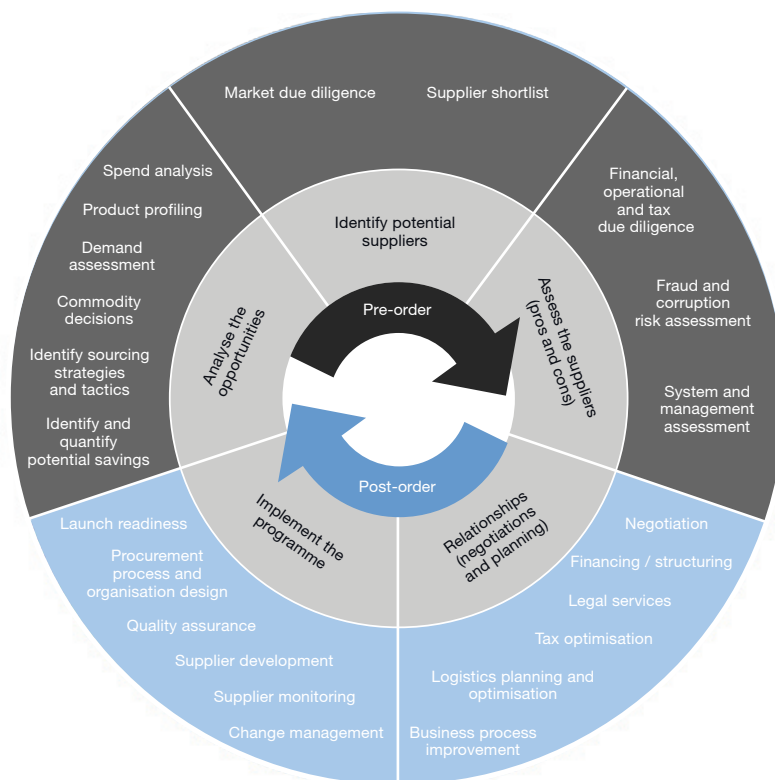 Market due diligence
Supplier shortlist
Spend analysis
Product profiling
Demand
assessment
Commodity
decisions
Identify sourcing
strategies
and tactics
Identify and
quantify
potential savings
Financial,
operational
and tax
due diligence
Fraud and
corruption
risk assessment
System and
management
assessment
Identify potential
suppliers
Analyse the
opportunities
Assess the suppliers
(pros and cons)
Pre-order
Post-order
Implement the
programme
Relationships
(negotiations
and planning)
Launch readiness
Procurement
process and
organisation design
Quality assurance
Supplier development
Supplier monitoring
Change management
Negotiation
Financing / structuring
Legal services
Tax optimisation
Logistics planning and
optimisation
Business process
improvement